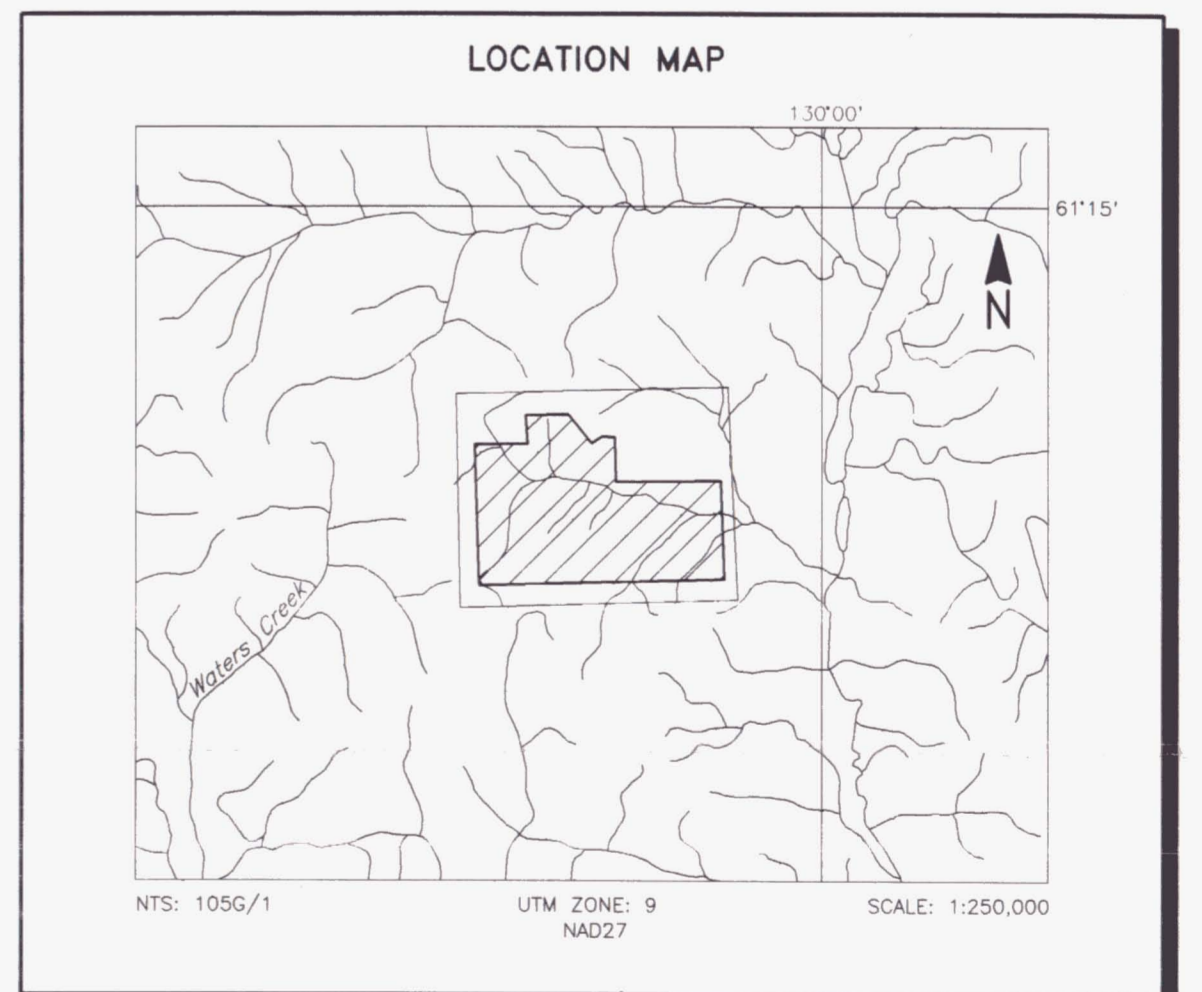 LOCATION MAP
130°00'
61°15'
N
Waters Creek
NTS: 105G/1
UTM ZONE: 9
SCALE: 1:250,000
NAD27